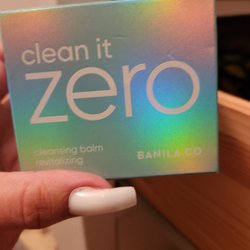 clean it
zero
cleansing balm
revitalizing
BANILA CO